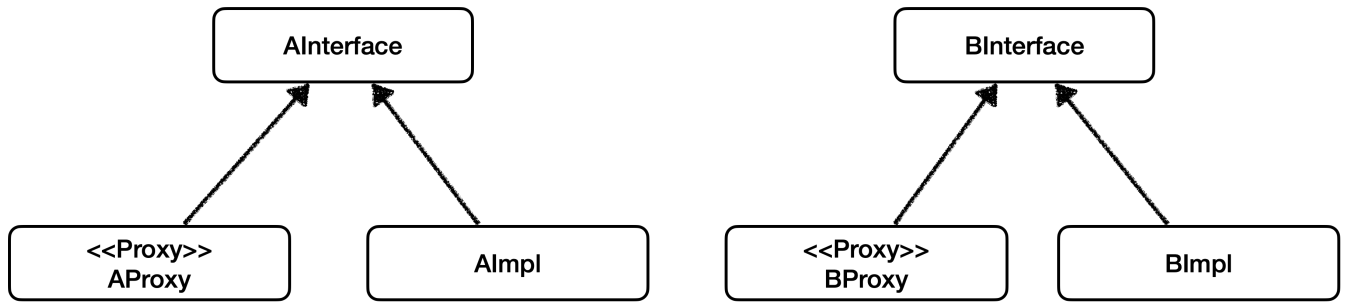 AInterface
BInterface
<<Proxy>>
AProxy
AImpl
<<Proxy>>
BProxy
BImpl